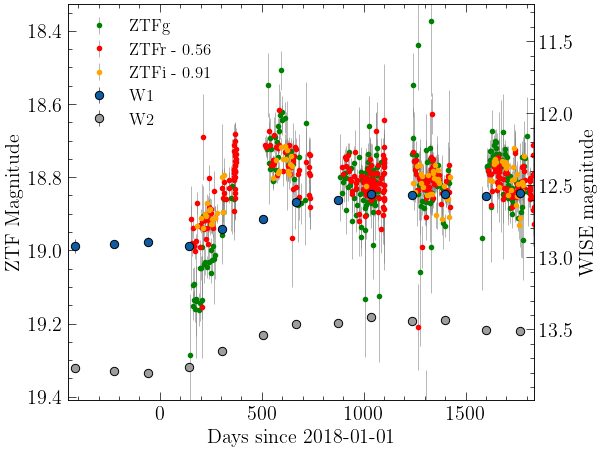 ZTFg
ZTFr - 0.56
ZTFi - 0.91
W1
W2
ZTF Magnitude
18.4
18.6
18.8
19.0
19.2
19.4
WISE magnitude
11.5
12.0
12.5
13.0
13.5
0
500
1000
1500
Days since 2018-01-01